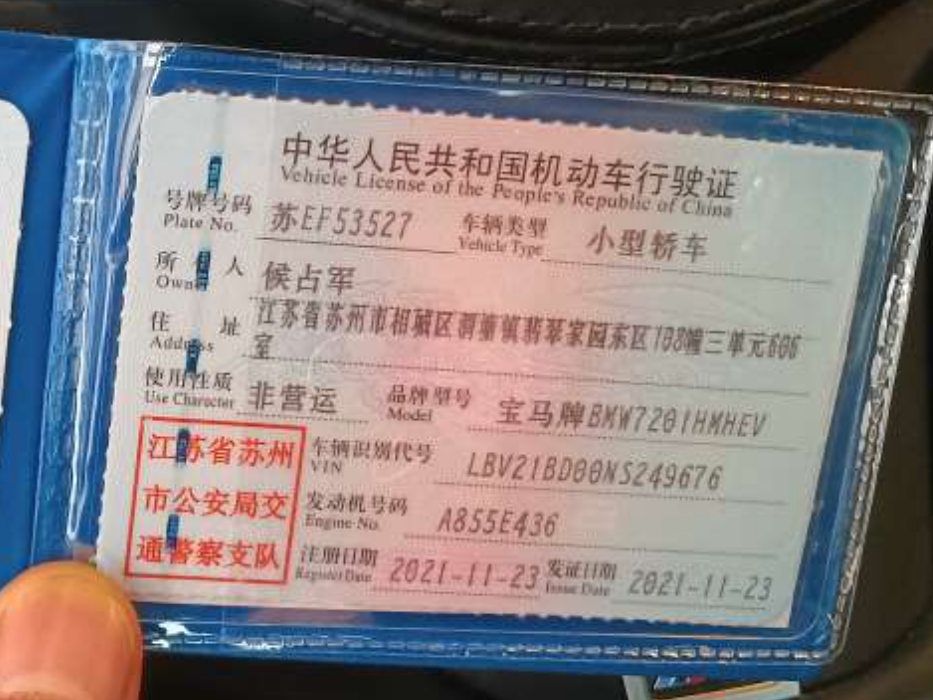 中华人民共和国机动车行驶证
Vehicle License of the People's Republic of China
号牌号码 苏EF53527 车辆类型 小型轿车
Plate No. Vehicle Type
所 人 候占军
Own
住 址 江苏省苏州市相城区 镇翡翠家园东区108幢三单元606
Address 室
使用性质 非营运 品牌型号 宝马牌BMW7201HMHEV
Use Character Model
江苏省苏州 车辆识别代号 LBV21BD00NS249676
VIN
市公安局交 发动机号码 A855E436
Engine No.
通警察支队 注册日期 2021-11-23 发证日期 2021-11-23
Register Date Issue Date